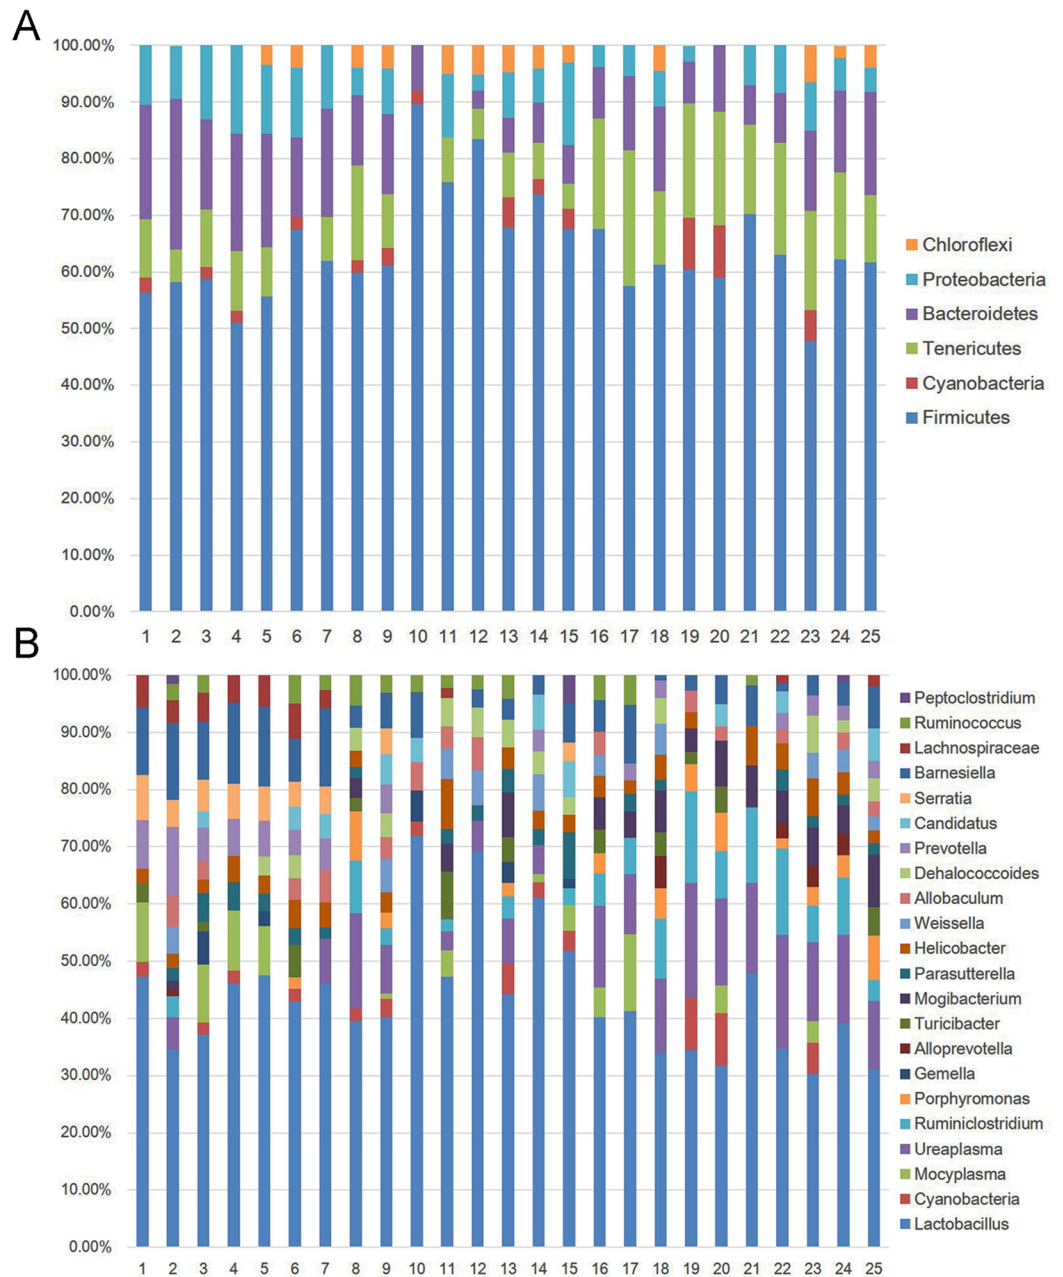 A
100.00%
90.00%
80.00%
70.00%
60.00%
50.00%
40.00%
30.00%
20.00%
10.00%
0.00%
1 2 3 4 5 6 7 8 9 10 11 12 13 14 15 16 17 18 19 20 21 22 23 24 25
Chloroflexi
Proteobacteria
Bacteroidetes
Tenericutes
Cyanobacteria
Firmicutes
B
100.00%
90.00%
80.00%
70.00%
60.00%
50.00%
40.00%
30.00%
20.00%
10.00%
0.00%
1 2 3 4 5 6 7 8 9 10 11 12 13 14 15 16 17 18 19 20 21 22 23 24 25
Peptoclostridium
Ruminococcus
Lachnospiraceae
Barnesiella
Serratia
Candidatus
Prevotella
Dehalococcoides
Allobaculum
Weissella
Helicobacter
Parasutterella
Mogibacterium
Turicibacter
Alloprevotella
Gemella
Porphyromonas
Ruminiclostridium
Ureaplasma
Mocyplasma
Cyanobacteria
Lactobacillus